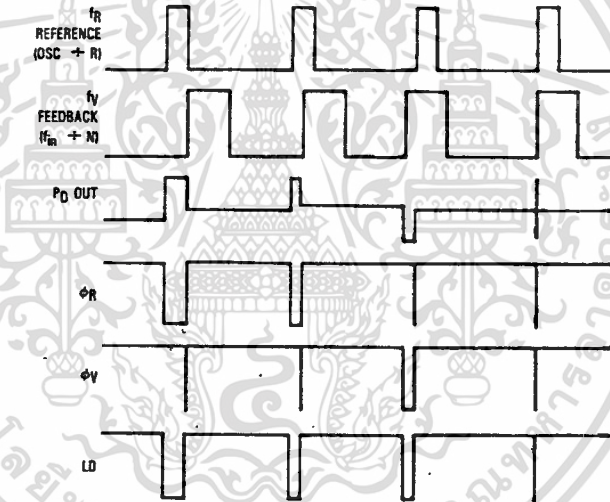 fR
REFERENCE
(OSC ÷ R)
fV
FEEDBACK
(fin ÷ N)
PD OUT
φR
φV
LD